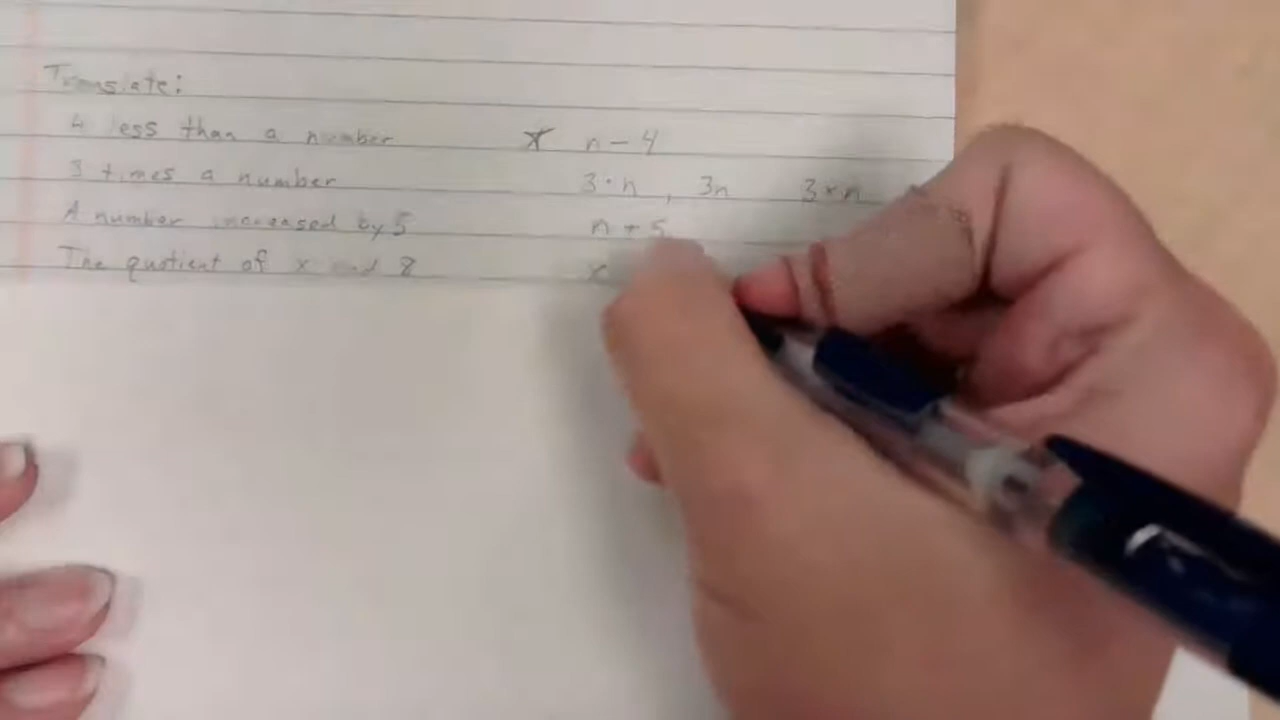 Translate:
4 less than a number ★ n - 4
3 times a number 3·n , 3n 3×n
A number increased by 5 n + 5
The quotient of x and 8 x